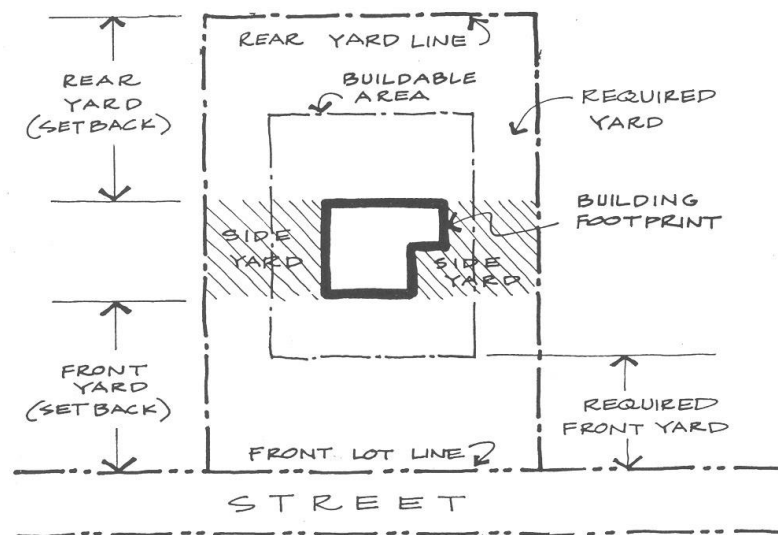 REAR YARD LINE
BUILDABLE
AREA
REAR
YARD
(SETBACK)
REQUIRED
YARD
BUILDING
FOOTPRINT
SIDE
YARD
SIDE
YARD
FRONT
YARD
(SETBACK)
REQUIRED
FRONT YARD
FRONT LOT LINE
STREET